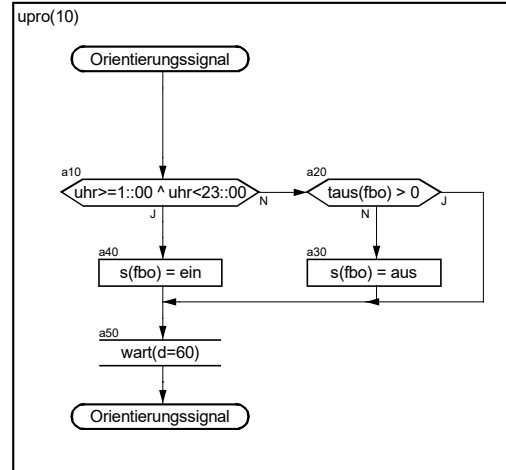 upro(10)
Orientierungssignal
a10
uhr>=1::00 ^ uhr<23::00
N
J
a20
taus(fbo) > 0
J
N
a40
s(fbo) = ein
a30
s(fbo) = aus
a50
wart(d=60)
Orientierungssignal